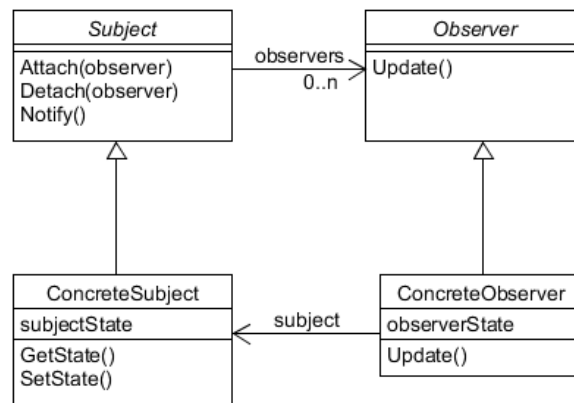 Subject
Attach(observer)
Detach(observer)
Notify()
observers
0..n
Observer
Update()
ConcreteSubject
subjectState
GetState()
SetState()
subject
ConcreteObserver
observerState
Update()